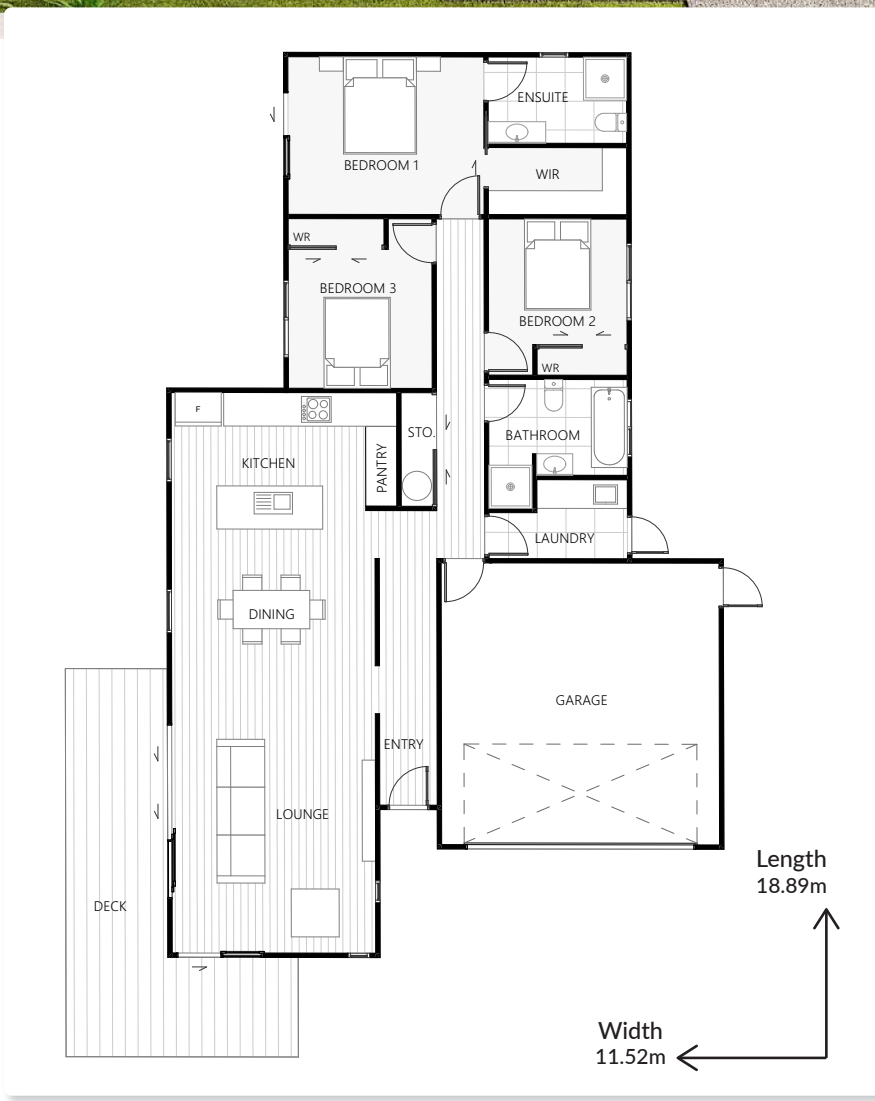 ENSUITE
BEDROOM 1
WIR
WR
BEDROOM 3
BEDROOM 2
WR
F
STO.
BATHROOM
KITCHEN
PANTRY
LAUNDRY
DINING
GARAGE
ENTRY
LOUNGE
DECK
Length
18.89m
Width
11.52m